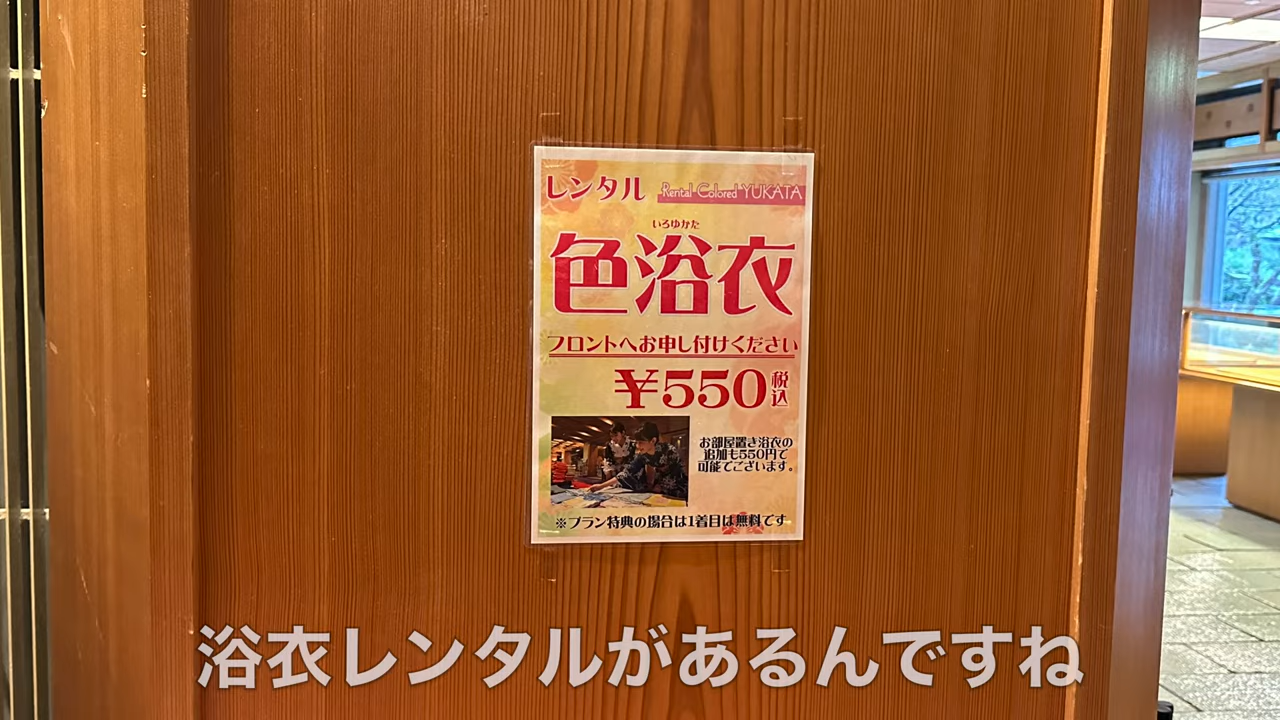 レンタル Rental Colored YUKATA
いろゆかた
色浴衣
フロントへお申し付けください
¥550税込
お部屋置き浴衣の
追加も550円で
可能でございます。
※プラン特典の場合は1着目は無料です
浴衣レンタルがあるんですね